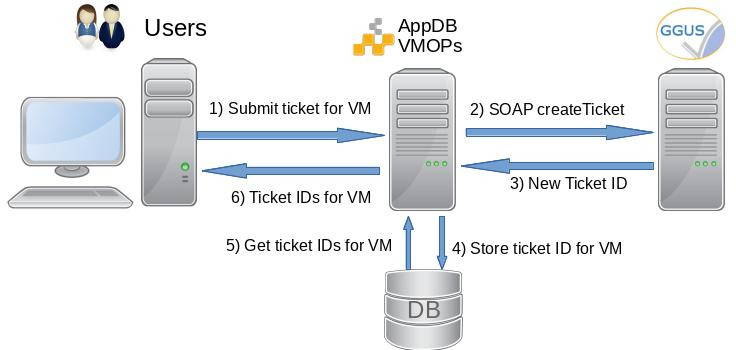 Users
AppDB
VMOPs
GGUS
1) Submit ticket for VM
2) SOAP createTicket
6) Ticket IDs for VM
3) New Ticket ID
5) Get ticket IDs for VM
4) Store ticket ID for VM
DB